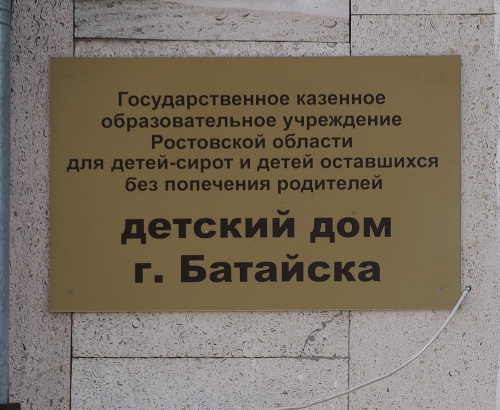 Государственное казенное
образовательное учреждение
Ростовской области
для детей-сирот и детей оставшихся
без попечения родителей
детский дом
г. Батайска